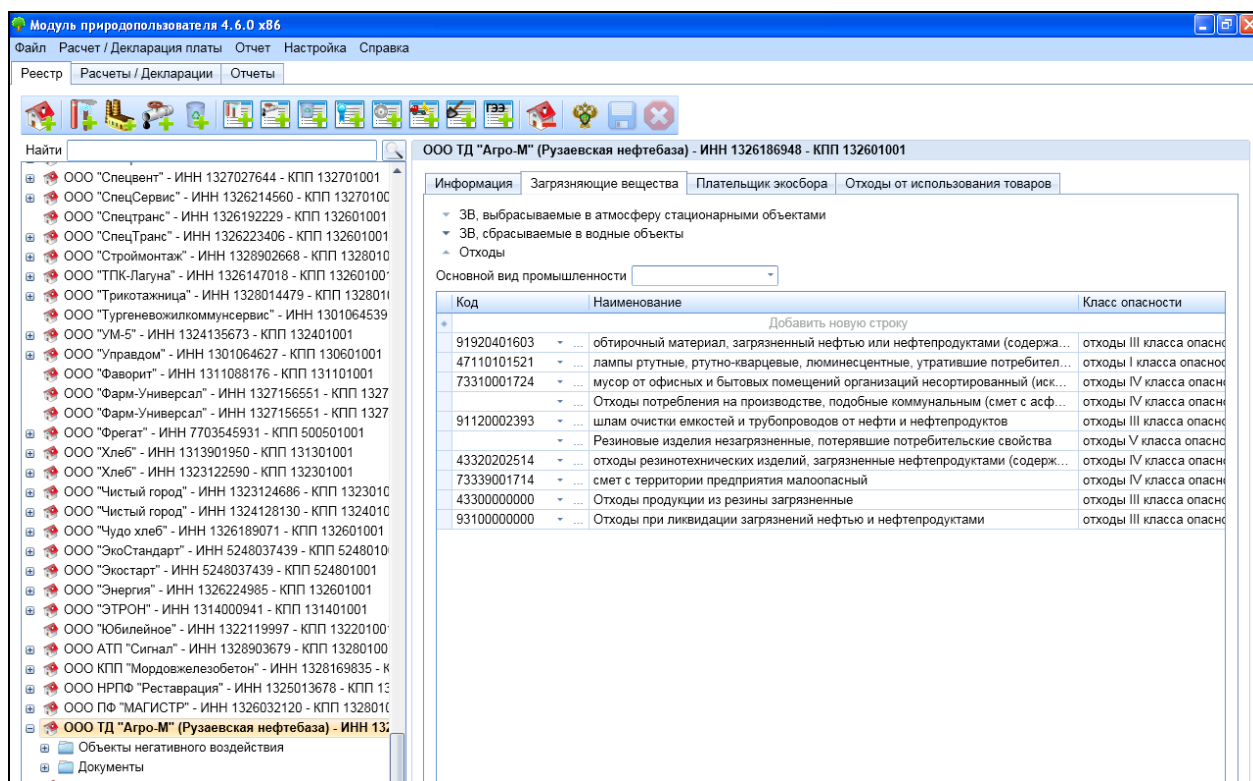 Модуль природопользователя 4.6.0 x86
Файл Расчет / Декларация платы Отчет Настройка Справка
Реестр Расчеты / Декларации Отчеты
ГЭЭ
Найти
ООО "Спецвент" - ИНН 1327027644 - КПП 132701001
ООО "СпецСервис" - ИНН 1326214560 - КПП 1327010
ООО "Спецтранс" - ИНН 1326192229 - КПП 132601001
ООО "СпецТранс" - ИНН 1326223406 - КПП 132601001
ООО "Строймонтаж" - ИНН 1328902668 - КПП 1328010
ООО "ТПК-Лагуна" - ИНН 1326147018 - КПП 13260100
ООО "Трикотажница" - ИНН 1328014479 - КПП 132801
ООО "Тургеневожилкоммунсервис" - ИНН 1301064539
ООО "УМ-5" - ИНН 1324135673 - КПП 132401001
ООО "Управдом" - ИНН 1301064627 - КПП 130601001
ООО "Фаворит" - ИНН 1311088176 - КПП 131101001
ООО "Фарм-Универсал" - ИНН 1327156551 - КПП 1327
ООО "Фарм-Универсал" - ИНН 1327156551 - КПП 1327
ООО "Фрегат" - ИНН 7703545931 - КПП 500501001
ООО "Хлеб" - ИНН 1313901950 - КПП 131301001
ООО "Хлеб" - ИНН 1323122590 - КПП 132301001
ООО "Чистый город" - ИНН 1323124686 - КПП 1323010
ООО "Чистый город" - ИНН 1324128130 - КПП 1324010
ООО "Чудо хлеб" - ИНН 1326189071 - КПП 132601001
ООО "ЭкоСтандарт" - ИНН 5248037439 - КПП 5248010
ООО "Экостарт" - ИНН 5248037439 - КПП 524801001
ООО "Энергия" - ИНН 1326224985 - КПП 132601001
ООО "ЭТРОН" - ИНН 1314000941 - КПП 131401001
ООО "Юбилейное" - ИНН 1322119997 - КПП 13220100
ООО АТП "Сигнал" - ИНН 1328903679 - КПП 13280100
ООО КПП "Мордовжелезобетон" - ИНН 1328169835 - К
ООО НРПФ "Реставрация" - ИНН 1325013678 - КПП 13
ООО ПФ "МАГИСТР" - ИНН 1326032120 - КПП 132801
ООО ТД "Агро-М" (Рузаевская нефтебаза) - ИНН 132
Объекты негативного воздействия
Документы
ООО ТД "Агро-М" (Рузаевская нефтебаза) - ИНН 1326186948 - КПП 132601001
Информация Загрязняющие вещества Плательщик экосбора Отходы от использования товаров
ЗВ, выбрасываемые в атмосферу стационарными объектами
ЗВ, сбрасываемые в водные объекты
Отходы
Основной вид промышленности
Код Наименование Класс опасности
Добавить новую строку
91920401603 ... обтирочный материал, загрязненный нефтью или нефтепродуктами (содержа... отходы III класса опасно
47110101521 ... лампы ртутные, ртутно-кварцевые, люминесцентные, утратившие потребител... отходы I класса опасно
73310001724 ... мусор от офисных и бытовых помещений организаций несортированный (иск... отходы IV класса опасн
... Отходы потребления на производстве, подобные коммунальным (смет с асф... отходы IV класса опасн
91120002393 ... шлам очистки емкостей и трубопроводов от нефти и нефтепродуктов отходы III класса опасно
... Резиновые изделия незагрязненные, потерявшие потребительские свойства отходы V класса опасн
43320202514 ... отходы резинотехнических изделий, загрязненные нефтепродуктами (содерж... отходы IV класса опасн
73339001714 ... смет с территории предприятия малоопасный отходы IV класса опасн
43300000000 ... Отходы продукции из резины загрязненные отходы III класса опасно
93100000000 ... Отходы при ликвидации загрязнений нефтью и нефтепродуктами отходы III класса опасно